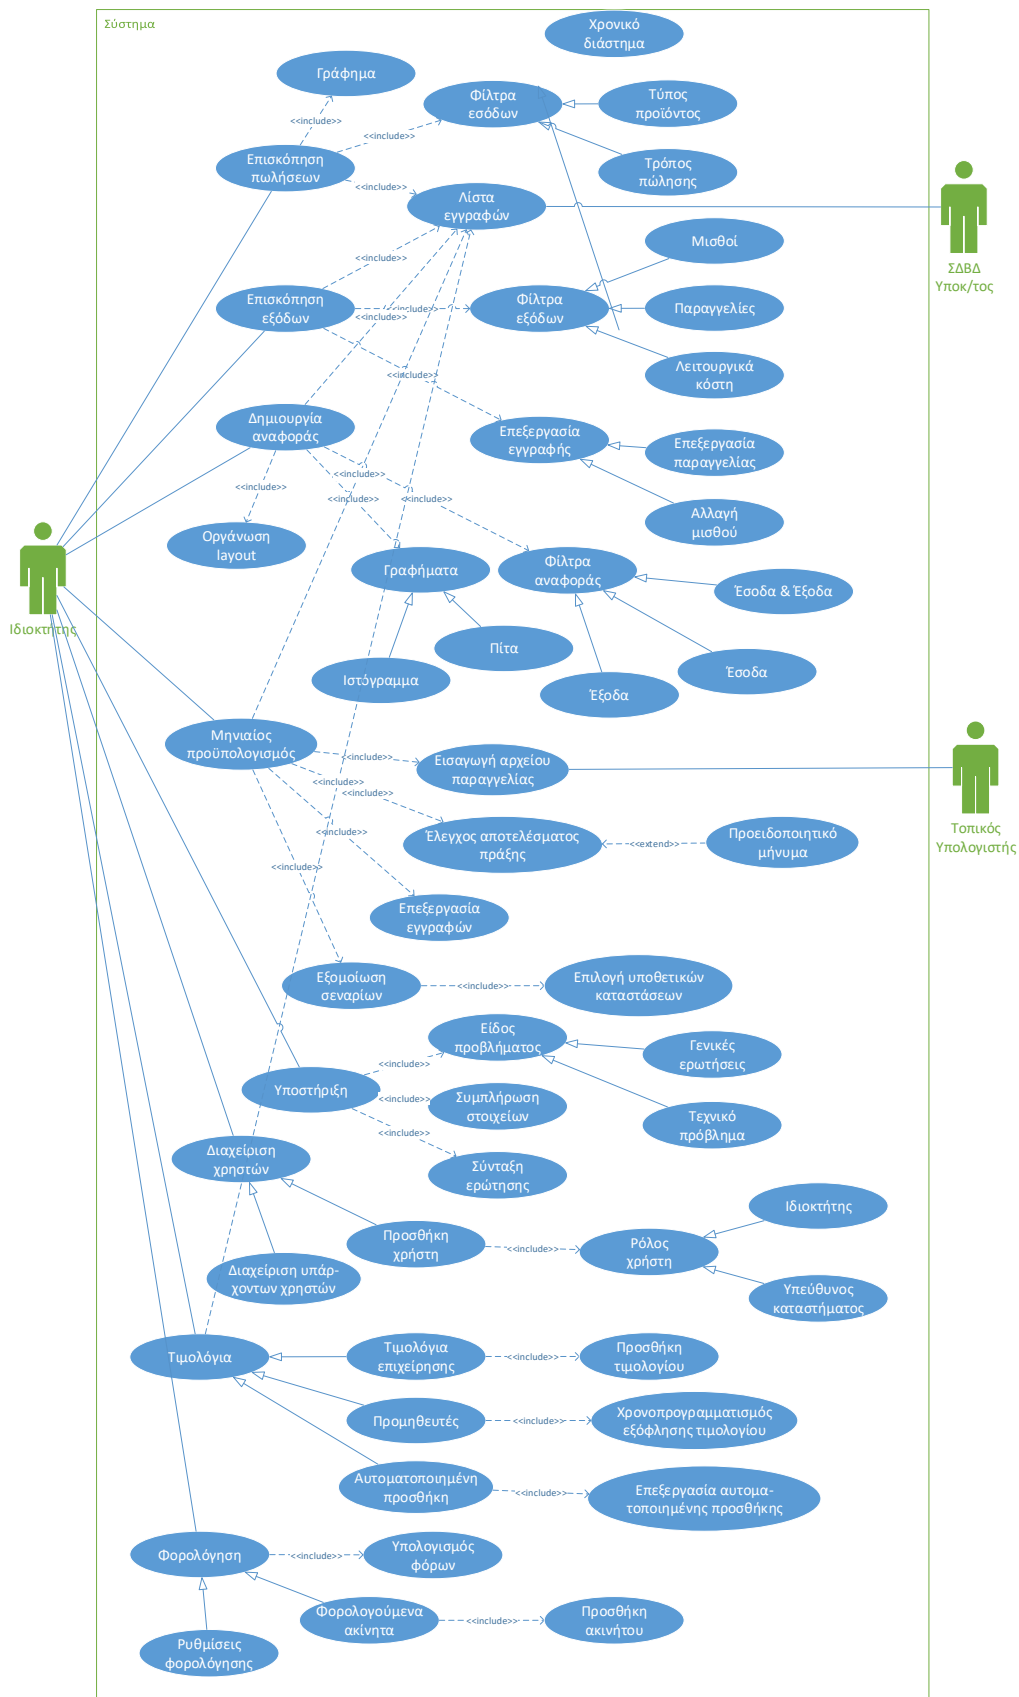 Σύστημα
Χρονικό
διάστημα
Γράφημα
Φίλτρα
εσόδων
Τύπος
προϊόντος
<<include>>
<<include>>
Επισκόπηση
πωλήσεων
Τρόπος
πώλησης
<<include>>
Λίστα
εγγραφών
Μισθοί
<<include>>
ΣΔΒΔ
Υποκ/τος
Επισκόπηση
εξόδων
<<include>>
<<include>>
Φίλτρα
εξόδων
Παραγγελίες
<<include>>
Λειτουργικά
κόστη
Δημιουργία
αναφοράς
Επεξεργασία
εγγραφής
Επεξεργασία
παραγγελίας
<<include>>
<<include>>
<<include>>
<<include>>
Αλλαγή
μισθού
Οργάνωση
layout
Γραφήματα
Φίλτρα
αναφοράς
Έσοδα & Έξοδα
Ιδιοκτήτης
Πίτα
Έσοδα
Ιστόγραμμα
Έξοδα
Μηνιαίος
προϋπολογισμός
<<include>>
Εισαγωγή αρχείου
παραγγελίας
<<include>>
<<include>>
Τοπικός
Υπολογιστής
<<include>>
Έλεγχος αποτελέσματος
πράξης
<<extend>>
Προειδοποιητικό
μήνυμα
<<include>>
Επεξεργασία
εγγραφών
Εξομοίωση
σεναρίων
<<include>>
Επιλογή υποθετικών
καταστάσεων
Είδος
προβλήματος
Γενικές
ερωτήσεις
<<include>>
Υποστήριξη
<<include>>
Συμπλήρωση
στοιχείων
Τεχνικό
πρόβλημα
<<include>>
Διαχείριση
χρηστών
Σύνταξη
ερώτησης
Ιδιοκτήτης
Προσθήκη
χρήστη
<<include>>
Ρόλος
χρήστη
Διαχείριση υπάρ-
χοντων χρηστών
Υπεύθυνος
καταστήματος
Τιμολόγια
Τιμολόγια
επιχείρησης
<<include>>
Προσθήκη
τιμολογίου
Προμηθευτές
<<include>>
Χρονοπρογραμματισμός
εξόφλησης τιμολογίου
Αυτοματοποιημένη
προσθήκη
<<include>>
Επεξεργασία αυτομα-
τοποιημένης προσθήκης
Φορολόγηση
<<include>>
Υπολογισμός
φόρων
Φορολογούμενα
ακίνητα
<<include>>
Προσθήκη
ακινήτου
Ρυθμίσεις
φορολόγησης